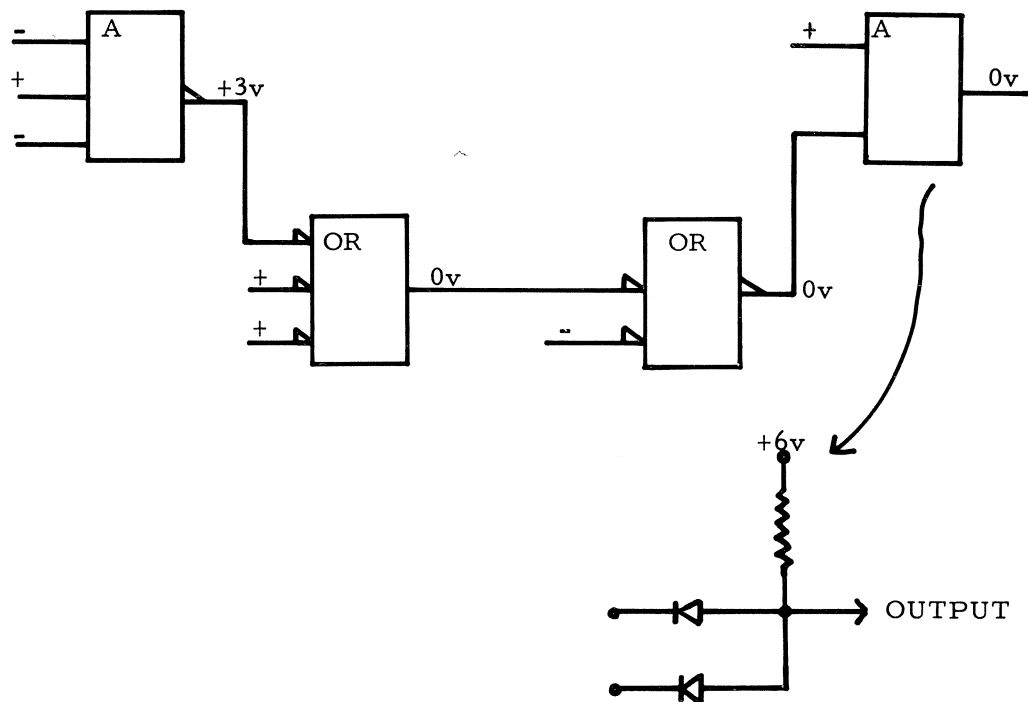 -
A
+
+3v
-
+
A
0v
OR
+
+
0v
OR
-
0v
+6v
OUTPUT